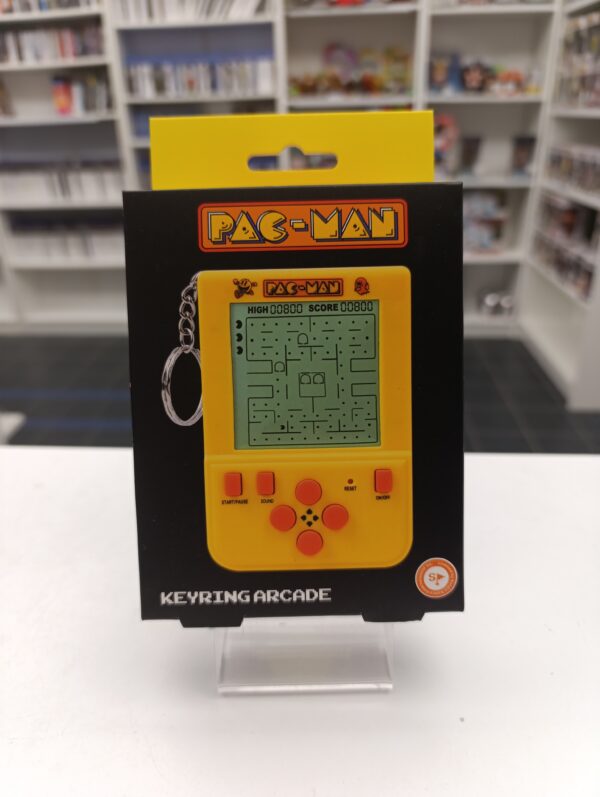 PAC-MAN
PAC-MAN
HIGH 00800 SCORE 00800
START/PAUSE
SOUND
RESET
ON/OFF
KEYRING ARCADE